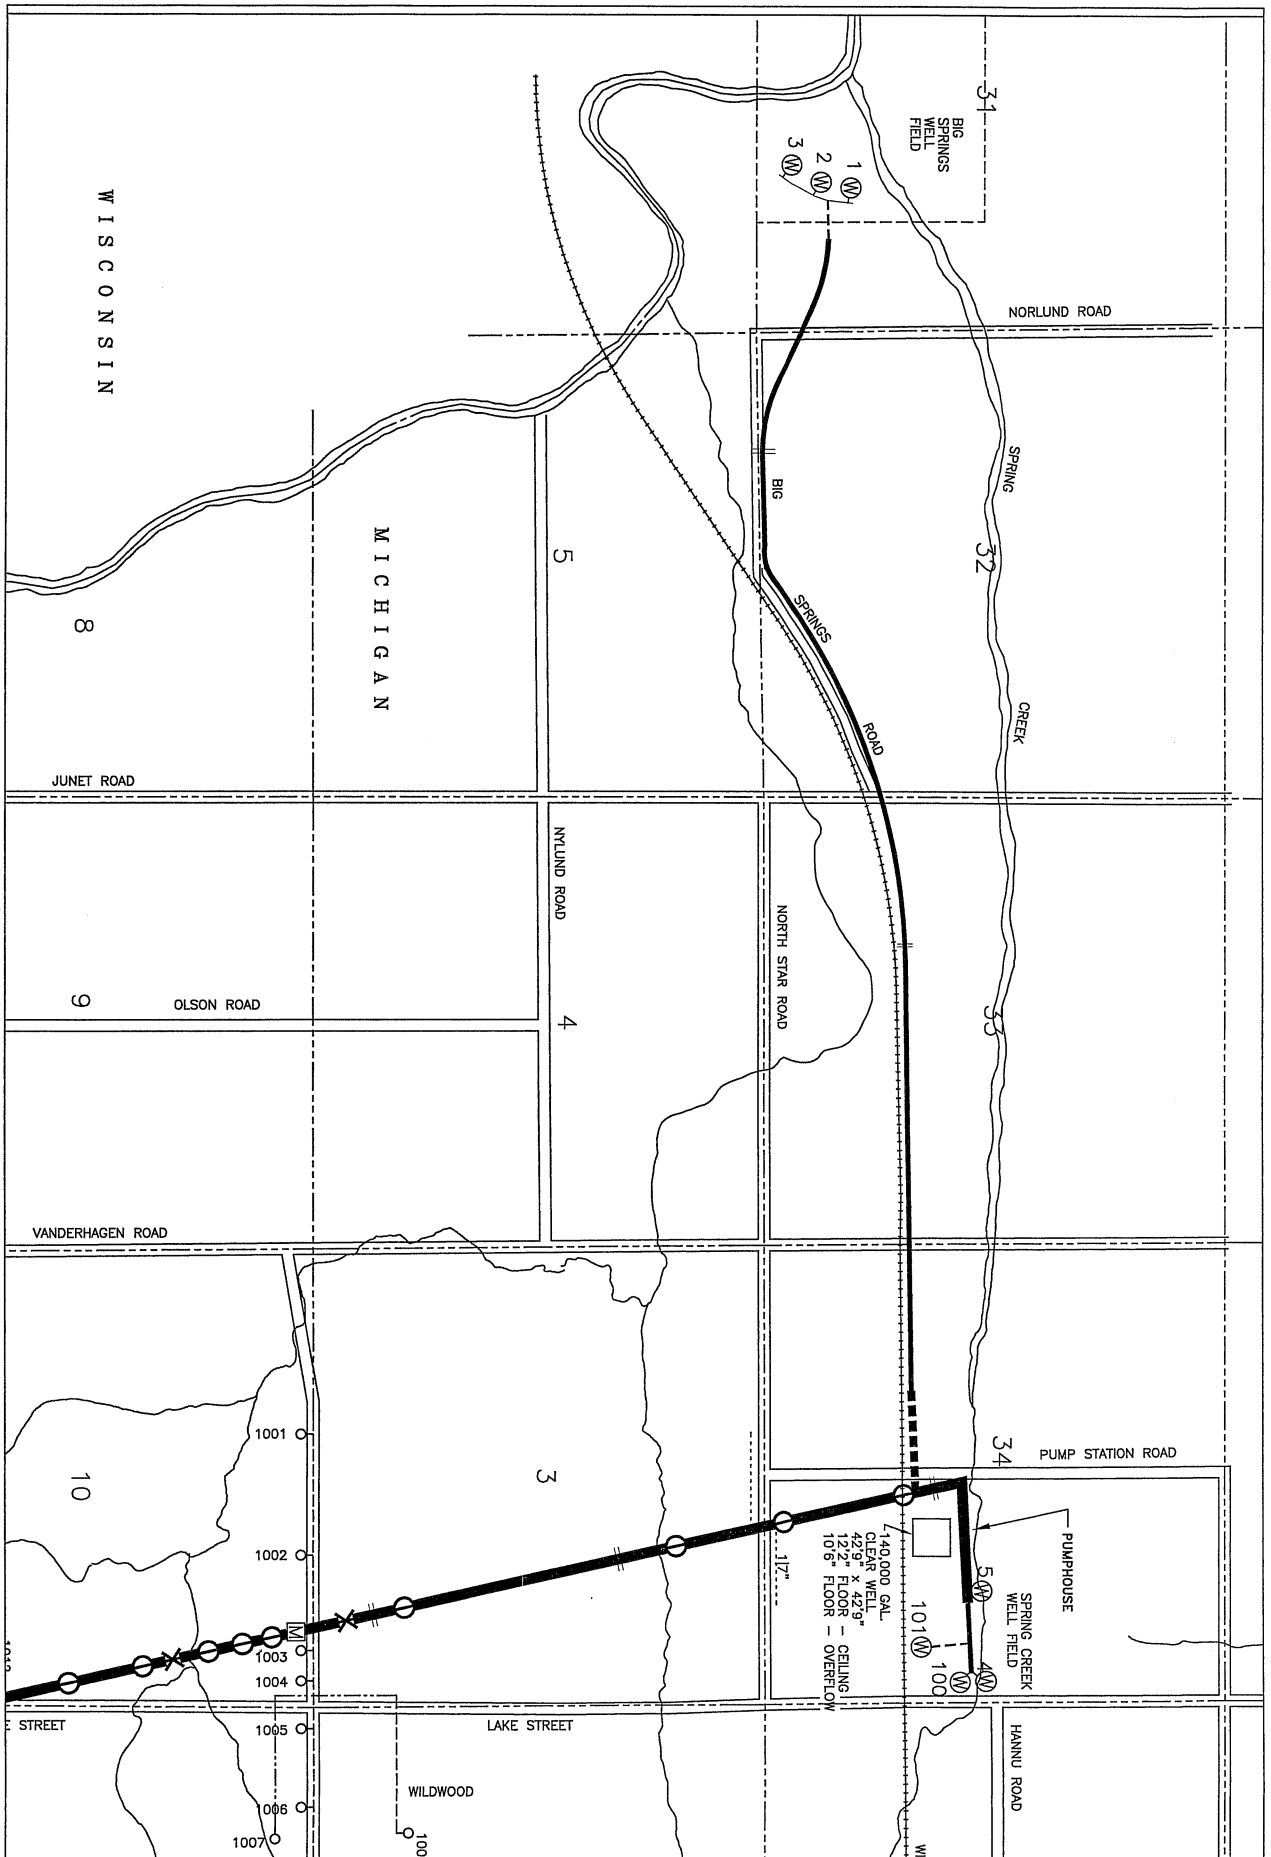 31
BIG
SPRINGS
WELL
FIELD
1 W
2 W
3 W
WISCONSIN
NORLUND ROAD
SPRING
CREEK
32
BIG
SPRINGS
ROAD
MICHIGAN
5
8
JUNET ROAD
NYLUND ROAD
NORTH STAR ROAD
33
4
9
OLSON ROAD
VANDERHAGEN ROAD
34
PUMP STATION ROAD
PUMPHOUSE
3
10
1001
1002
1003
1004
1005
1006
1007
M
117"
140,000 GAL.
CLEAR WELL
42'9" X 42'9"
12'2" FLOOR – CEILING
10'6" FLOOR – OVERFLOW
5 W
SPRING CREEK
WELL FIELD
101 W
100 W
4 W
E STREET
LAKE STREET
HANNU ROAD
WILDWOOD
100